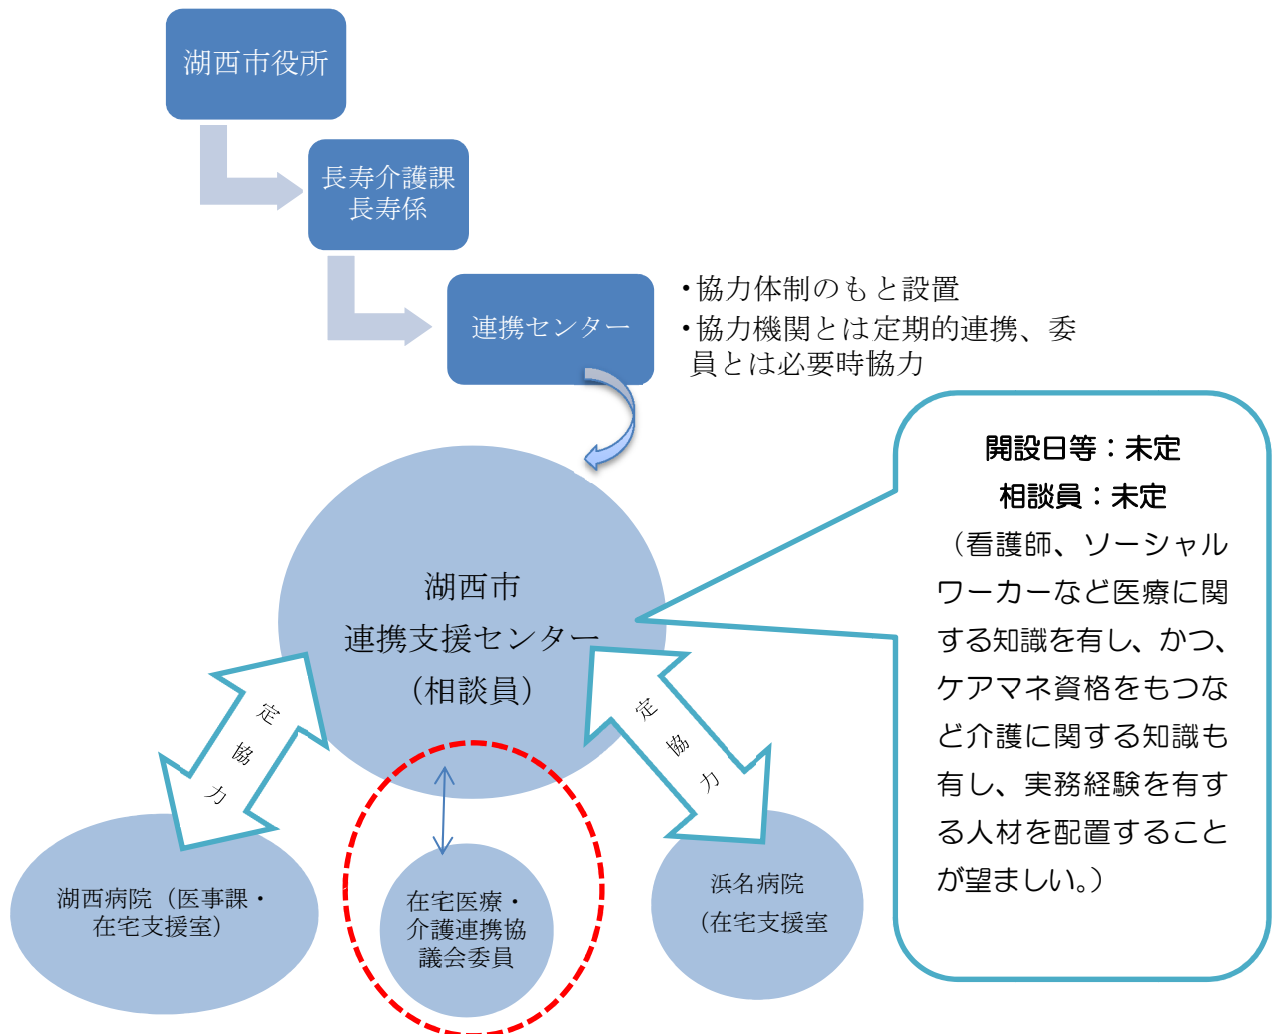 湖西市役所
長寿介護課
長寿係
連携センター
・協力体制のもと設置
・協力機関とは定期的連携、委
員とは必要時協力
開設日等：未定
相談員：未定
（看護師、ソーシャル
ワーカーなど医療に関
する知識を有し、かつ、
ケアマネ資格をもつな
ど介護に関する知識も
有し、実務経験を有す
る人材を配置すること
が望ましい。）
湖西市
連携支援センター
（相談員）
定
協
力
定
協
力
湖西病院（医事課・
在宅支援室）
在宅医療・
介護連携協
議会委員
浜名病院
（在宅支援室